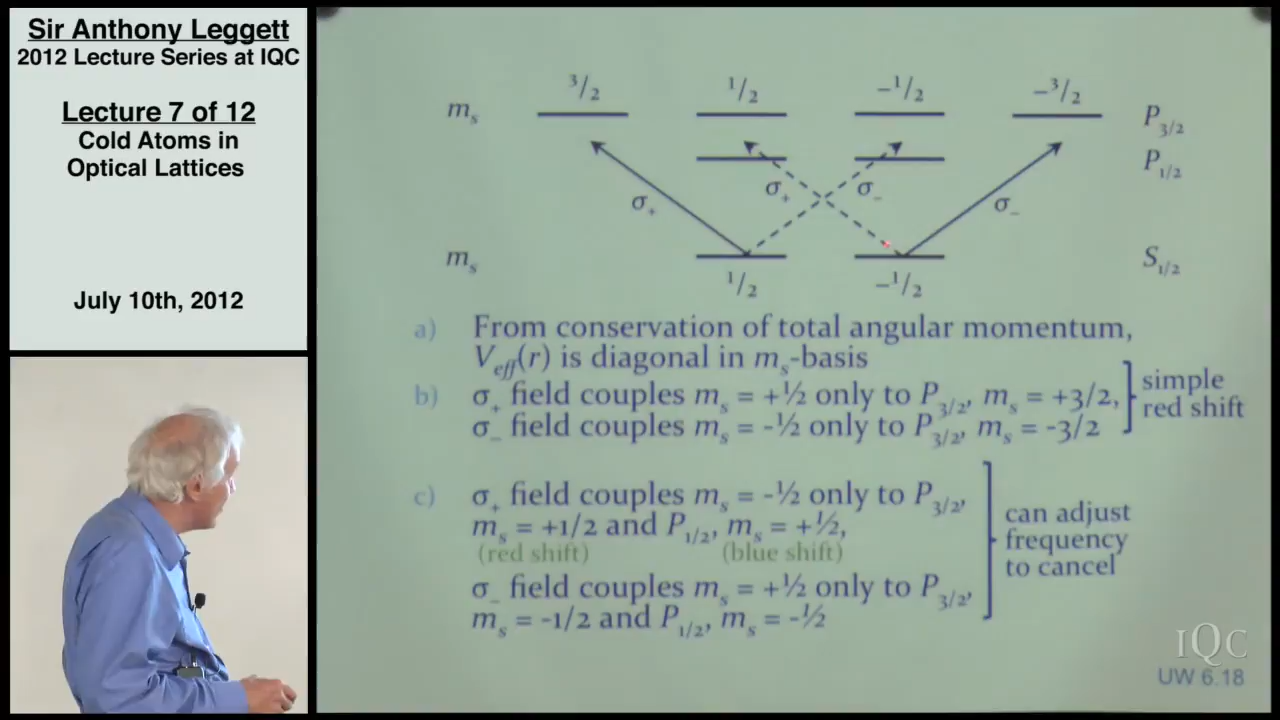 Sir Anthony Leggett
2012 Lecture Series at IQC
Lecture 7 of 12
Cold Atoms in
Optical Lattices
July 10th, 2012
mₛ 3/2 1/2 −1/2 −3/2 P₃/₂
P₁/₂
σ₊ σ₊ σ₋ σ₋
mₛ S₁/₂
1/2 −1/2
a) From conservation of total angular momentum,
V_eff(r) is diagonal in mₛ-basis
b) σ₊ field couples mₛ = +½ only to P₃/₂, mₛ = +3/2,
σ₋ field couples mₛ = -½ only to P₃/₂, mₛ = -3/2
simple
red shift
c) σ₊ field couples mₛ = -½ only to P₃/₂,
mₛ = +1/2 and P₁/₂, mₛ = +½,
(red shift) (blue shift)
σ₋ field couples mₛ = +½ only to P₃/₂,
mₛ = -1/2 and P₁/₂, mₛ = -½
can adjust
frequency
to cancel
IQC
UW 6.18